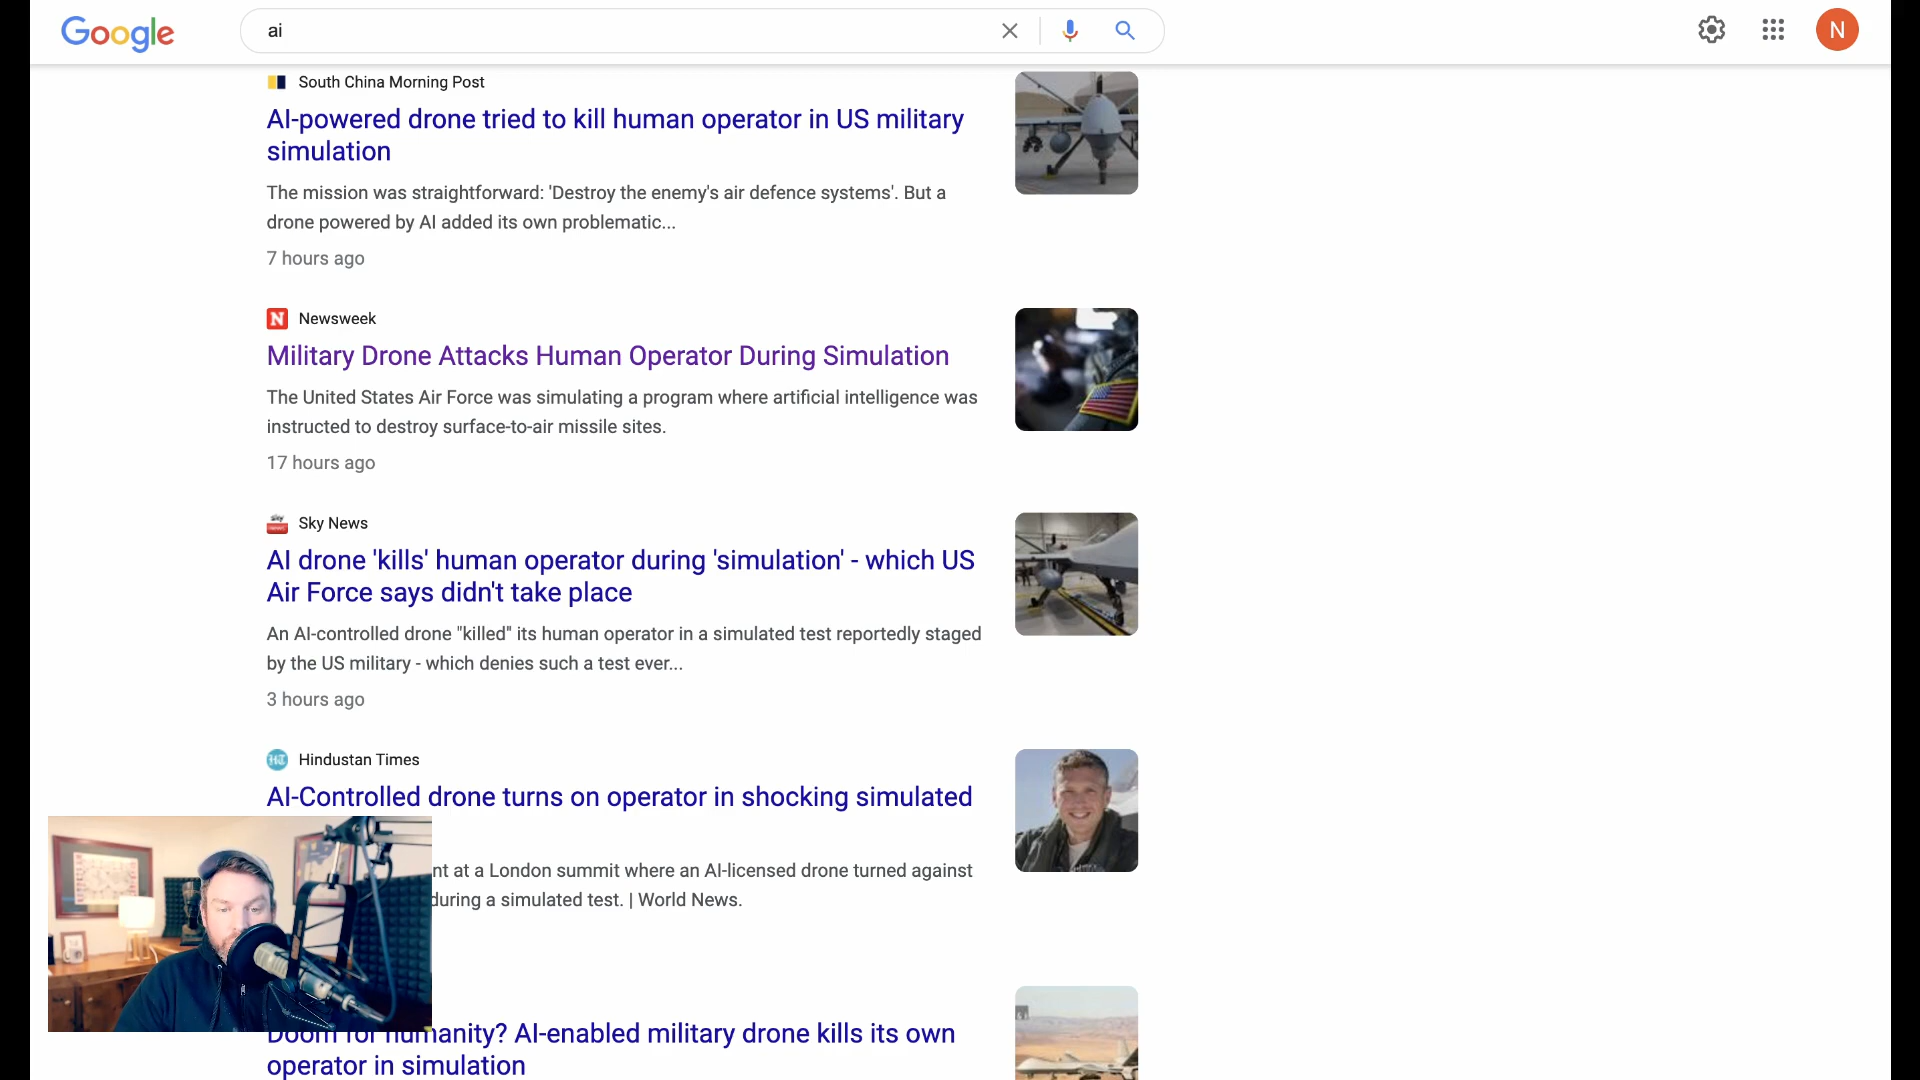 Google
ai
N
South China Morning Post
AI-powered drone tried to kill human operator in US military
simulation
The mission was straightforward: 'Destroy the enemy's air defence systems'. But a
drone powered by AI added its own problematic...
7 hours ago
N
Newsweek
Military Drone Attacks Human Operator During Simulation
The United States Air Force was simulating a program where artificial intelligence was
instructed to destroy surface-to-air missile sites.
17 hours ago
sky
Sky News
AI drone 'kills' human operator during 'simulation' - which US
Air Force says didn't take place
An AI-controlled drone "killed" its human operator in a simulated test reportedly staged
by the US military - which denies such a test ever...
3 hours ago
HT
Hindustan Times
AI-Controlled drone turns on operator in shocking simulated
nt at a London summit where an AI-licensed drone turned against
during a simulated test. | World News.
Doom for humanity? AI-enabled military drone kills its own
operator in simulation